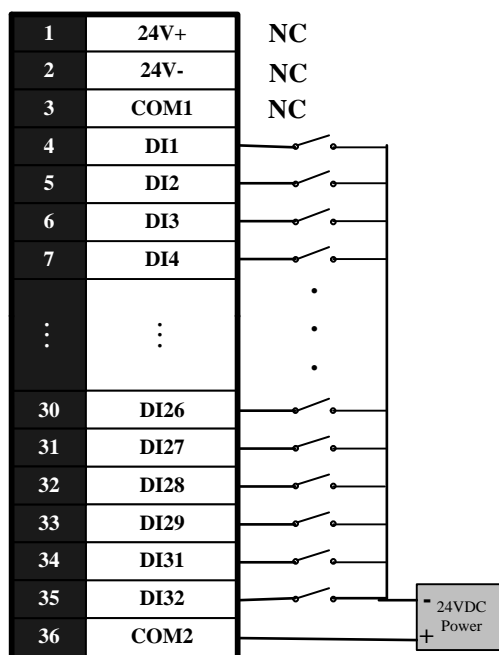 1 24V+ NC
2 24V- NC
3 COM1 NC
4 DI1
5 DI2
6 DI3
7 DI4
⋮ ⋮
30 DI26
31 DI27
32 DI28
33 DI29
34 DI31
35 DI32
- 24VDC
Power
36 COM2 +